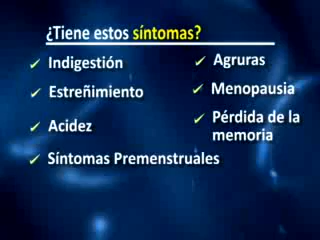 ¿Tiene estos síntomas?
Indigestión
Estreñimiento
Acidez
Síntomas Premenstruales
Agruras
Menopausia
Pérdida de la
memoria